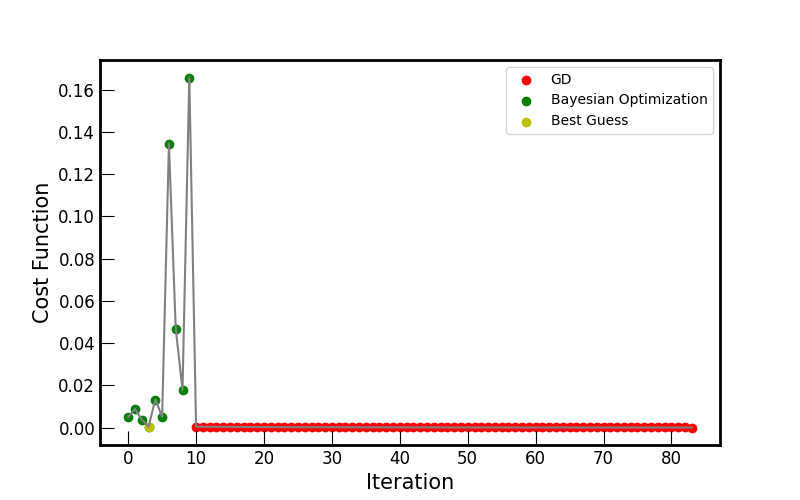 GD
Bayesian Optimization
Best Guess
0.16
0.14
0.12
0.10
0.08
0.06
0.04
0.02
0.00
Cost Function
0 10 20 30 40 50 60 70 80
Iteration